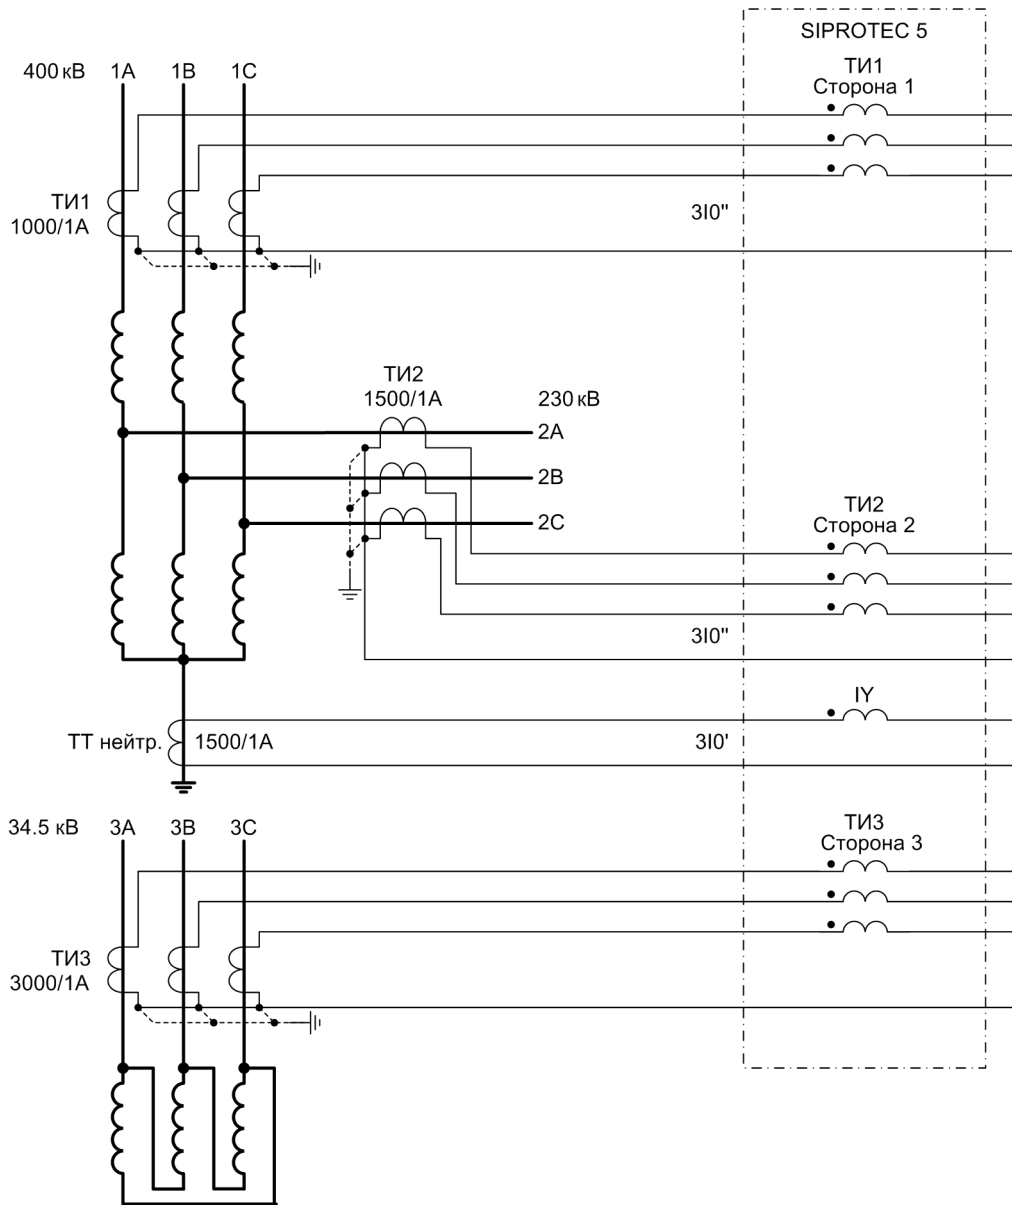 SIPROTEC 5
400 кВ 1A 1B 1C
ТИ1
Сторона 1
ТИ1
1000/1A
3I0"
ТИ2
1500/1A
230 кВ
2A
2B
2C
ТИ2
Сторона 2
3I0"
IY
ТТ нейтр. 1500/1A
3I0'
34.5 кВ 3A 3B 3C
ТИ3
Сторона 3
ТИ3
3000/1A